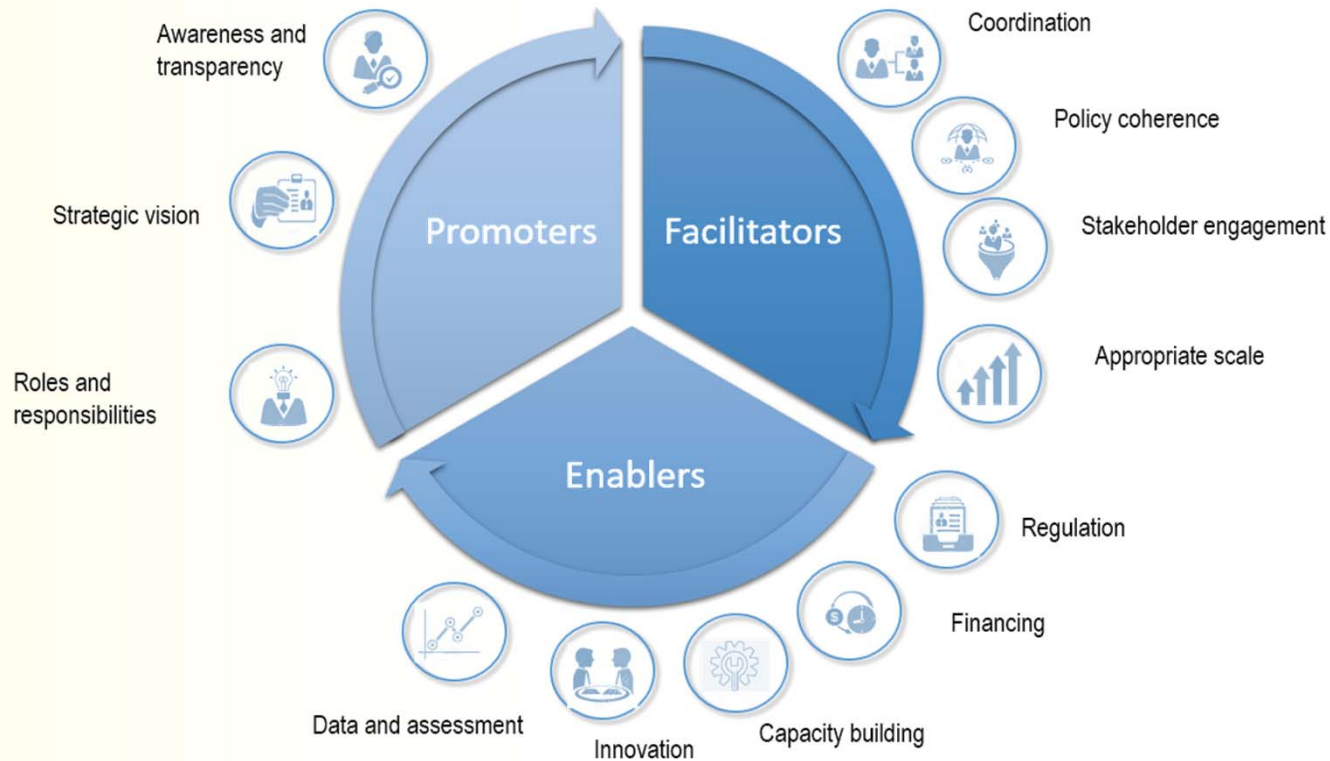 Awareness and
transparency
Strategic vision
Roles and
responsibilities
Promoters
Facilitators
Enablers
Coordination
Policy coherence
Stakeholder engagement
Appropriate scale
Regulation
Financing
Capacity building
Innovation
Data and assessment